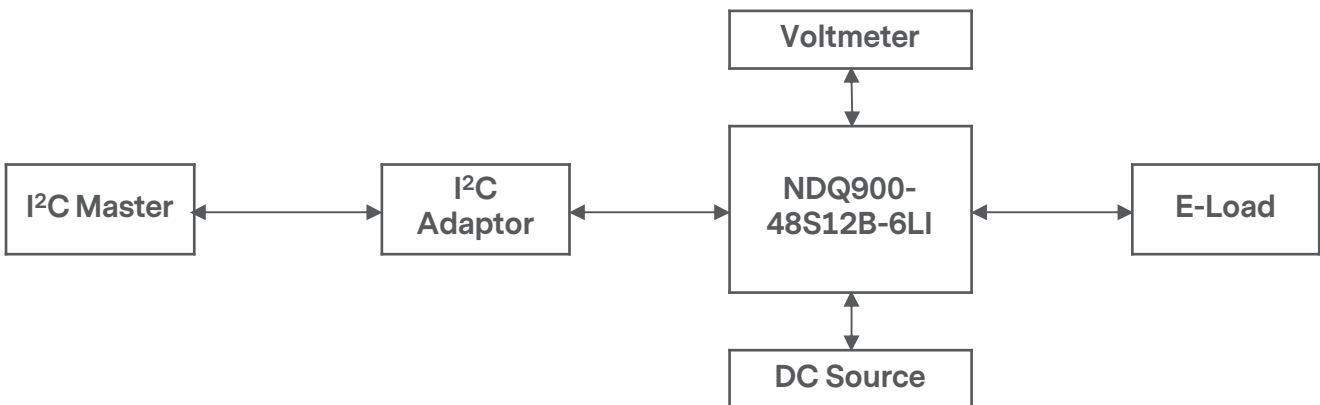 Voltmeter
I²C Master
I²C
Adaptor
NDQ900-
48S12B-6LI
E-Load
DC Source